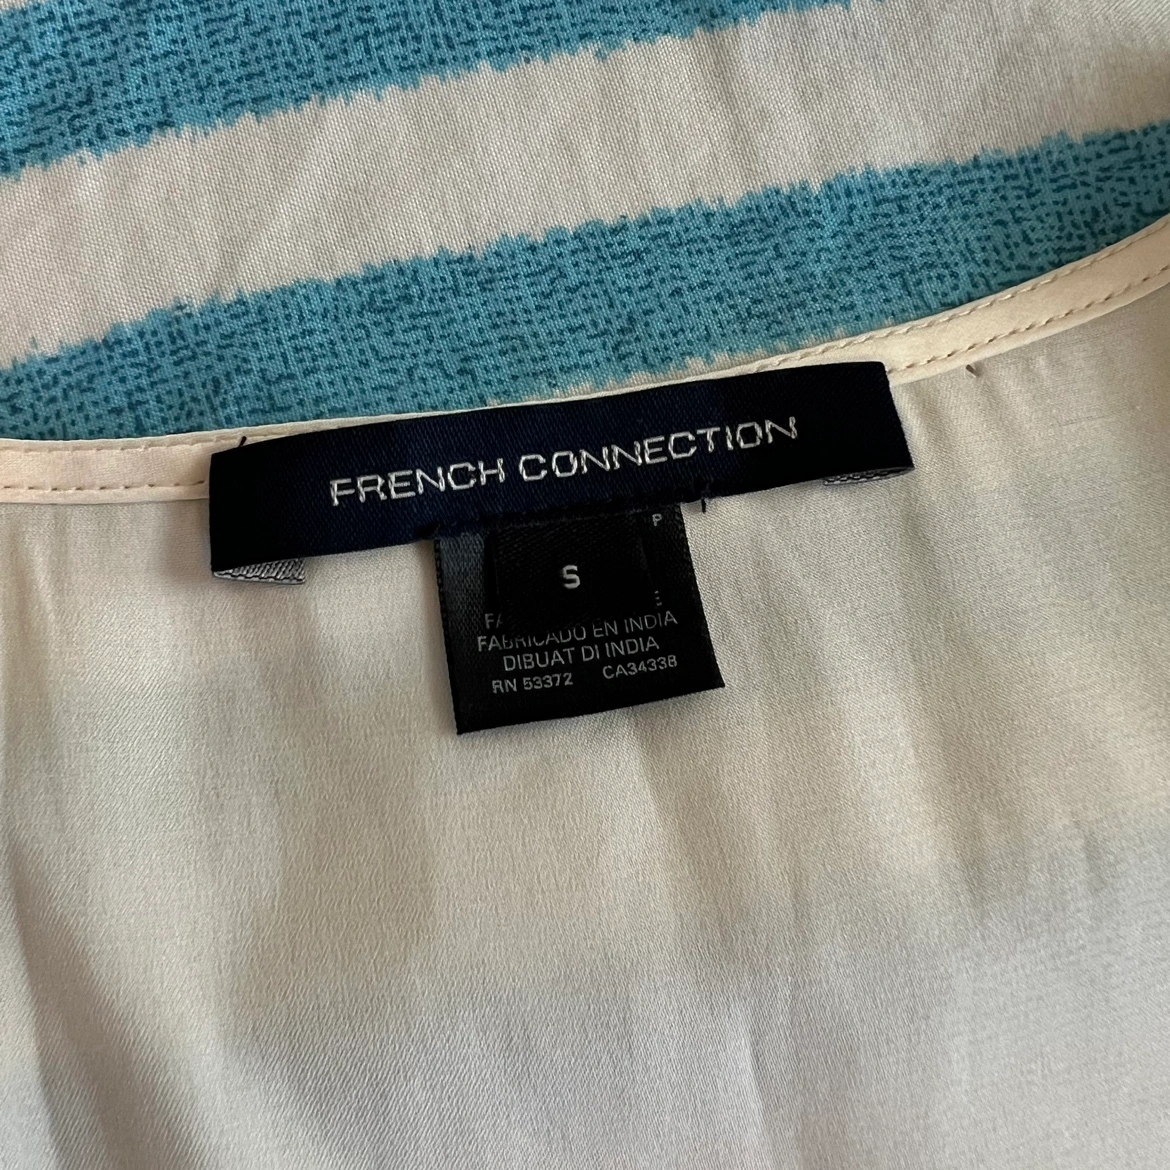 FRENCH CONNECTION
P
S
FABRICADO EN INDIA
DIBUAT DI INDIA
RN 53372 CA34338